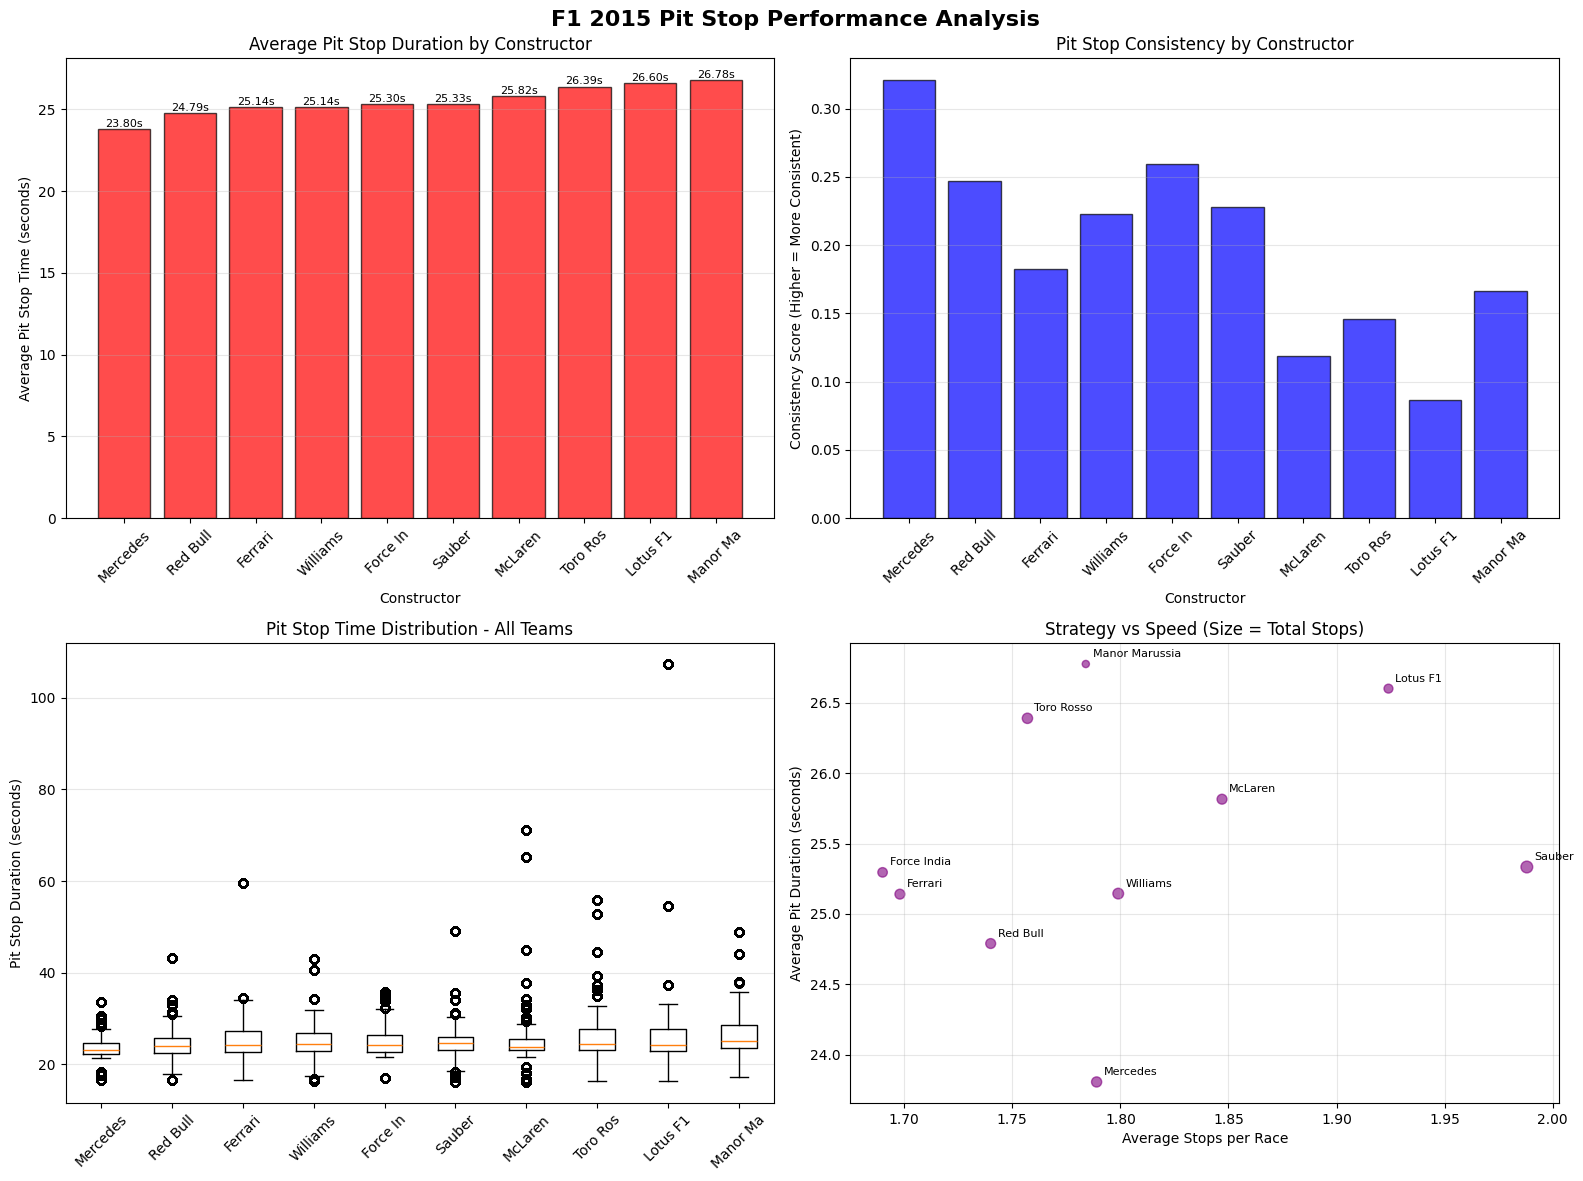 F1 2015 Pit Stop Performance Analysis
Average Pit Stop Duration by Constructor
Average Pit Stop Time (seconds)
25
20
15
10
5
0
23.80s
24.79s
25.14s
25.14s
25.30s
25.33s
25.82s
26.39s
26.60s
26.78s
Mercedes
Red Bull
Ferrari
Williams
Force In
Sauber
McLaren
Toro Ros
Lotus F1
Manor Ma
Constructor
Pit Stop Consistency by Constructor
Consistency Score (Higher = More Consistent)
0.30
0.25
0.20
0.15
0.10
0.05
0.00
Mercedes
Red Bull
Ferrari
Williams
Force In
Sauber
McLaren
Toro Ros
Lotus F1
Manor Ma
Constructor
Pit Stop Time Distribution - All Teams
Pit Stop Duration (seconds)
100
80
60
40
20
Mercedes
Red Bull
Ferrari
Williams
Force In
Sauber
McLaren
Toro Ros
Lotus F1
Manor Ma
Strategy vs Speed (Size = Total Stops)
Average Pit Duration (seconds)
26.5
26.0
25.5
25.0
24.5
24.0
Manor Marussia
Lotus F1
Toro Rosso
McLaren
Sauber
Force India
Ferrari
Williams
Red Bull
Mercedes
1.70
1.75
1.80
1.85
1.90
1.95
2.00
Average Stops per Race